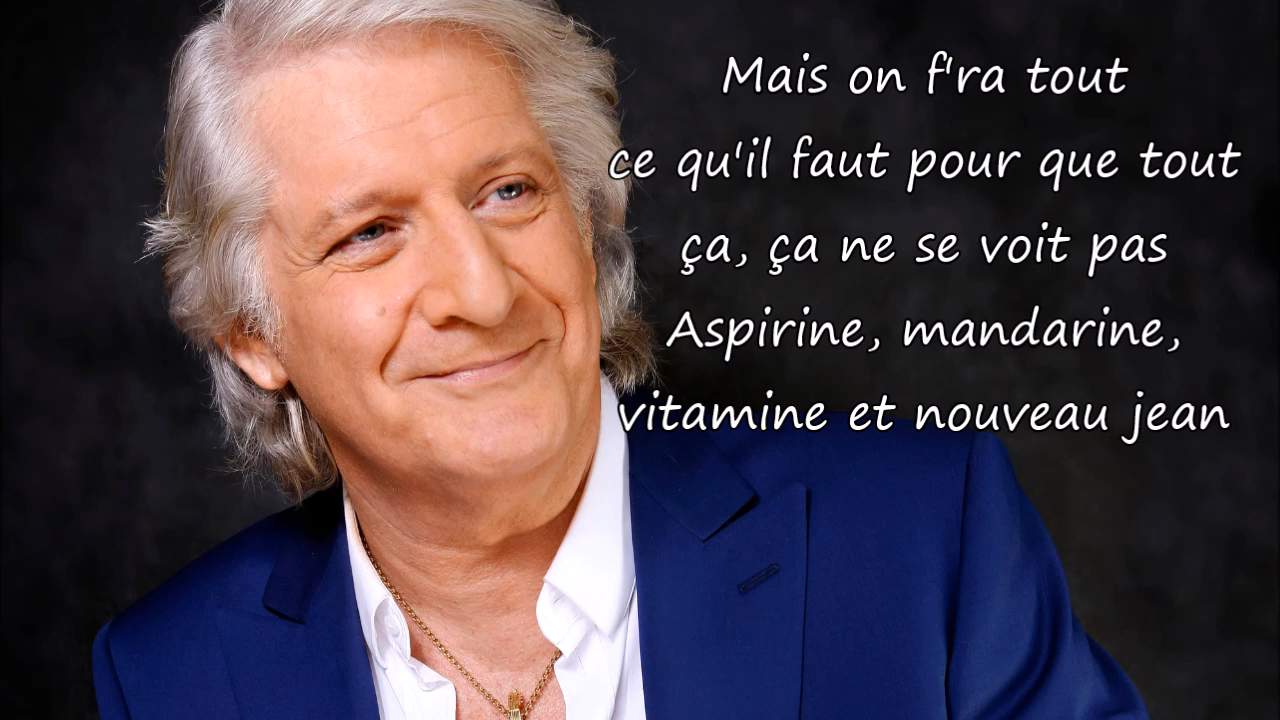 Mais on f'ra tout
ce qu'il faut pour que tout
ça, ça ne se voit pas
Aspirine, mandarine,
vitamine et nouveau jean